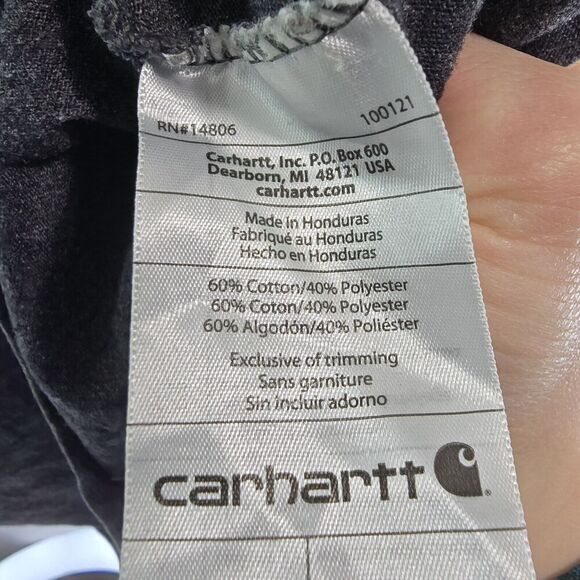 RN#14806 100121
Carhartt, Inc. P.O. Box 600
Dearborn, MI 48121 USA
carhartt.com
Made in Honduras
Fabriqué au Honduras
Hecho en Honduras
60% Cotton/40% Polyester
60% Coton/40% Polyester
60% Algodón/40% Poliéster
Exclusive of trimming
Sans garniture
Sin incluir adorno
carhartt